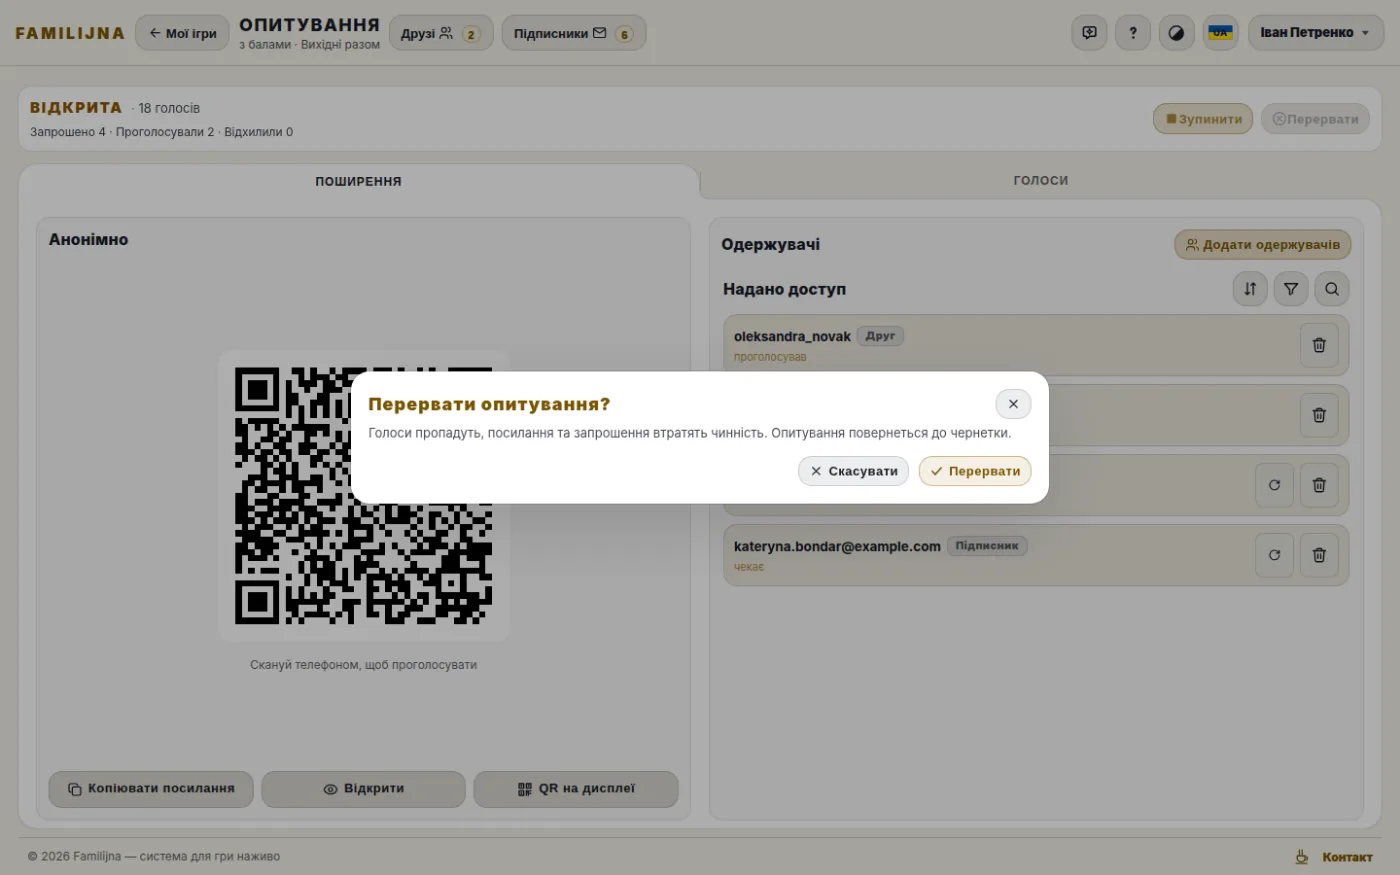 FAMILIJNA
Мої ігри
ОПИТУВАННЯ
з балами · Вихідні разом
Друзі 2
Підписники 6
?
UA
Іван Петренко
ВІДКРИТА · 18 голосів
Запрошено 4 · Проголосували 2 · Відхилили 0
Зупинити
Перервати
ПОШИРЕННЯ
ГОЛОСИ
Анонімно
Скануй телефоном, щоб проголосувати
Копіювати посилання
Відкрити
QR на дисплеї
Одержувачі
Додати одержувачів
Надано доступ
oleksandra_novak Друг
проголосував
kateryna.bondar@example.com Підписник
чекає
Перервати опитування?
Голоси пропадуть, посилання та запрошення втратять чинність. Опитування повернеться до чернетки.
Скасувати
Перервати
© 2026 Familijna — система для гри наживо
Контакт